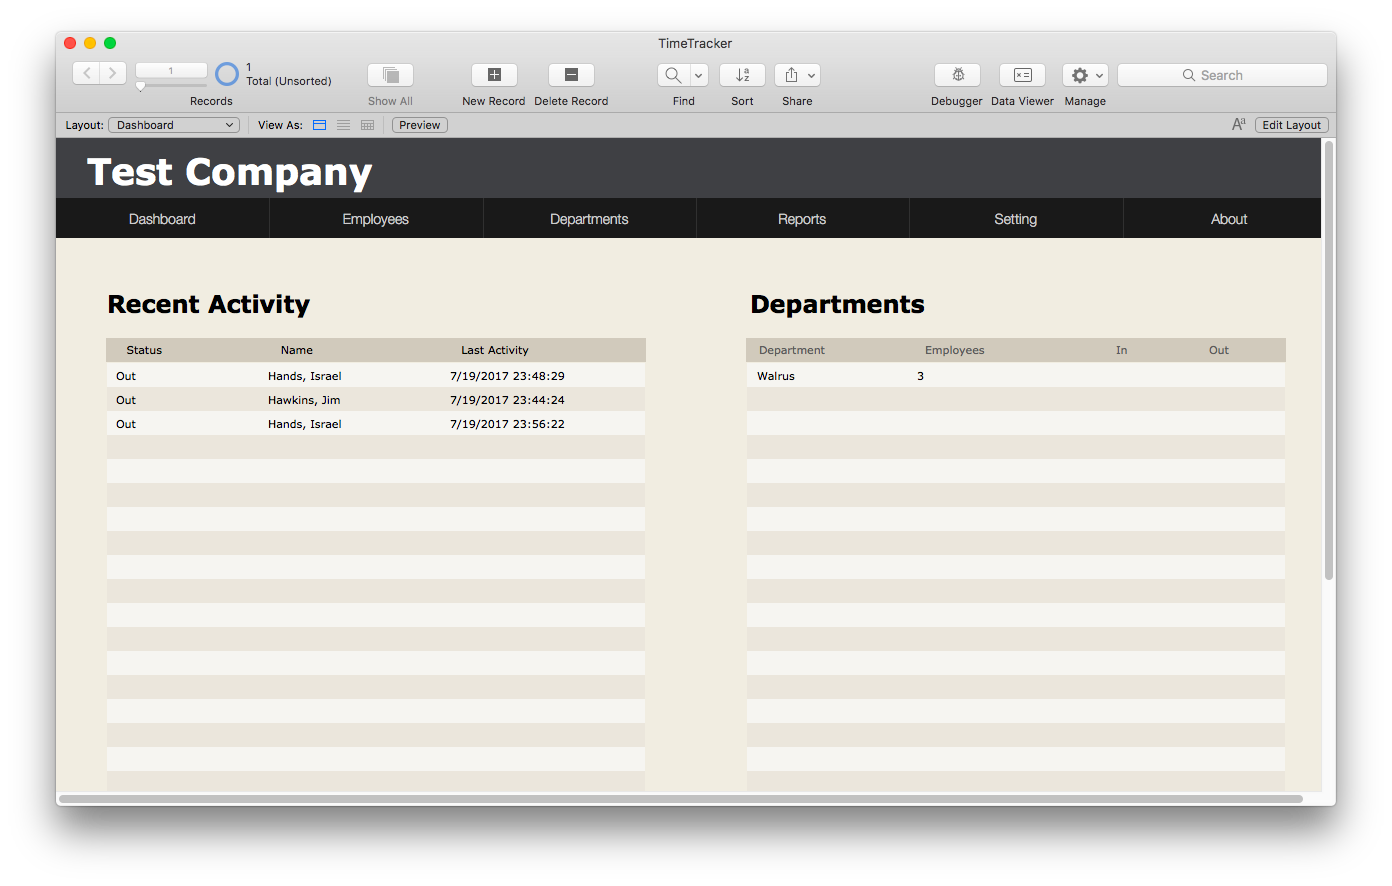 TimeTracker
1
1
Total (Unsorted)
Records
Show All
New Record
Delete Record
Find
Sort
Share
Debugger
Data Viewer
Manage
Search
Layout: Dashboard
View As:
Preview
Aa
Edit Layout
Test Company
Dashboard
Employees
Departments
Reports
Setting
About
Recent Activity
Status Name Last Activity
Out Hands, Israel 7/19/2017 23:48:29
Out Hawkins, Jim 7/19/2017 23:44:24
Out Hands, Israel 7/19/2017 23:56:22
Departments
Department Employees In Out
Walrus 3